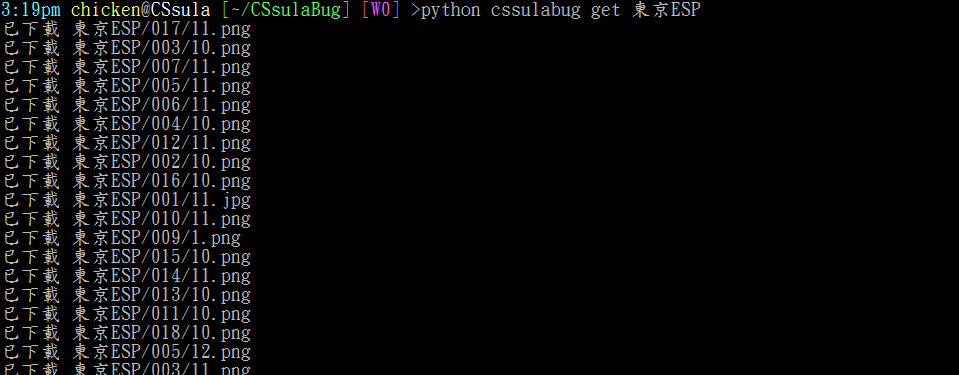 3:19pm chicken@CSsula [~/CSsulaBug] [W0] >python cssulabug get 東京ESP
已下載 東京ESP/017/11.png
已下載 東京ESP/003/10.png
已下載 東京ESP/007/11.png
已下載 東京ESP/005/11.png
已下載 東京ESP/006/11.png
已下載 東京ESP/004/10.png
已下載 東京ESP/012/11.png
已下載 東京ESP/002/10.png
已下載 東京ESP/016/10.png
已下載 東京ESP/001/11.jpg
已下載 東京ESP/010/11.png
已下載 東京ESP/009/1.png
已下載 東京ESP/015/10.png
已下載 東京ESP/014/11.png
已下載 東京ESP/013/10.png
已下載 東京ESP/011/10.png
已下載 東京ESP/018/10.png
已下載 東京ESP/005/12.png
已下載 東京ESP/003/11.png